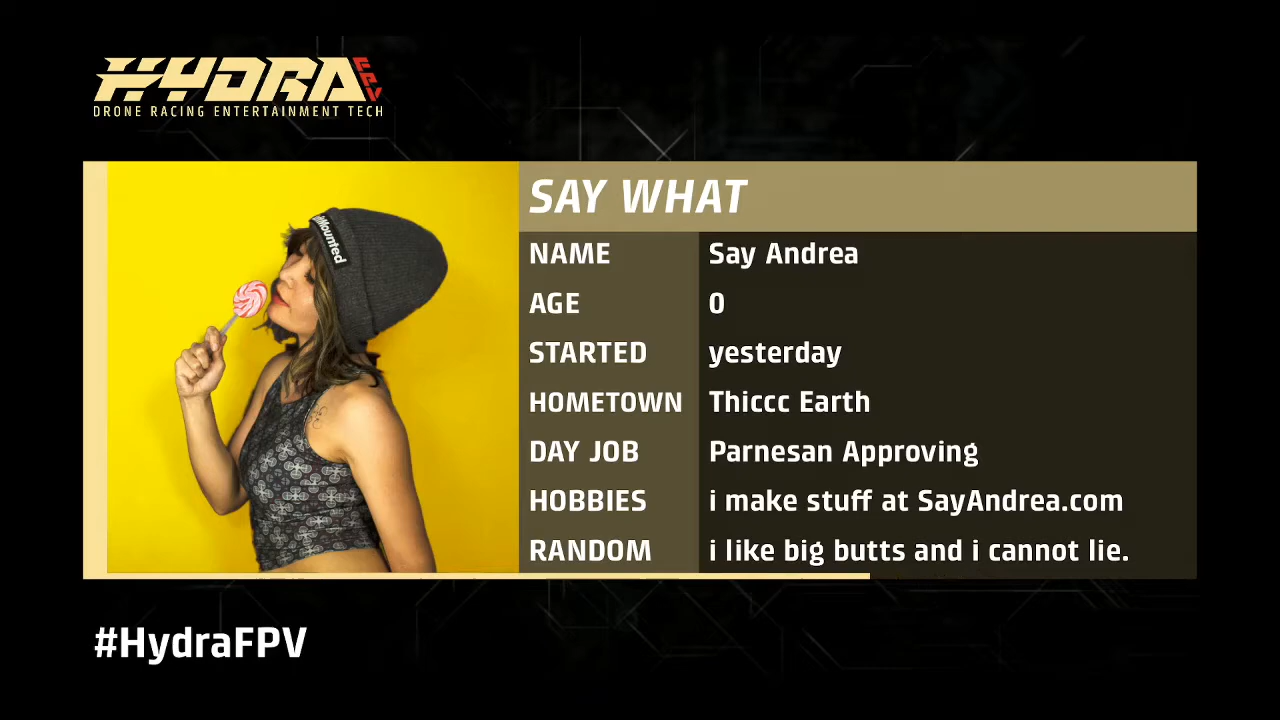 HYDRA FPV
DRONE RACING ENTERTAINMENT TECH
SAY WHAT
NAME Say Andrea
AGE 0
STARTED yesterday
HOMETOWN Thiccc Earth
DAY JOB Parnesan Approving
HOBBIES i make stuff at SayAndrea.com
RANDOM i like big butts and i cannot lie.
#HydraFPV